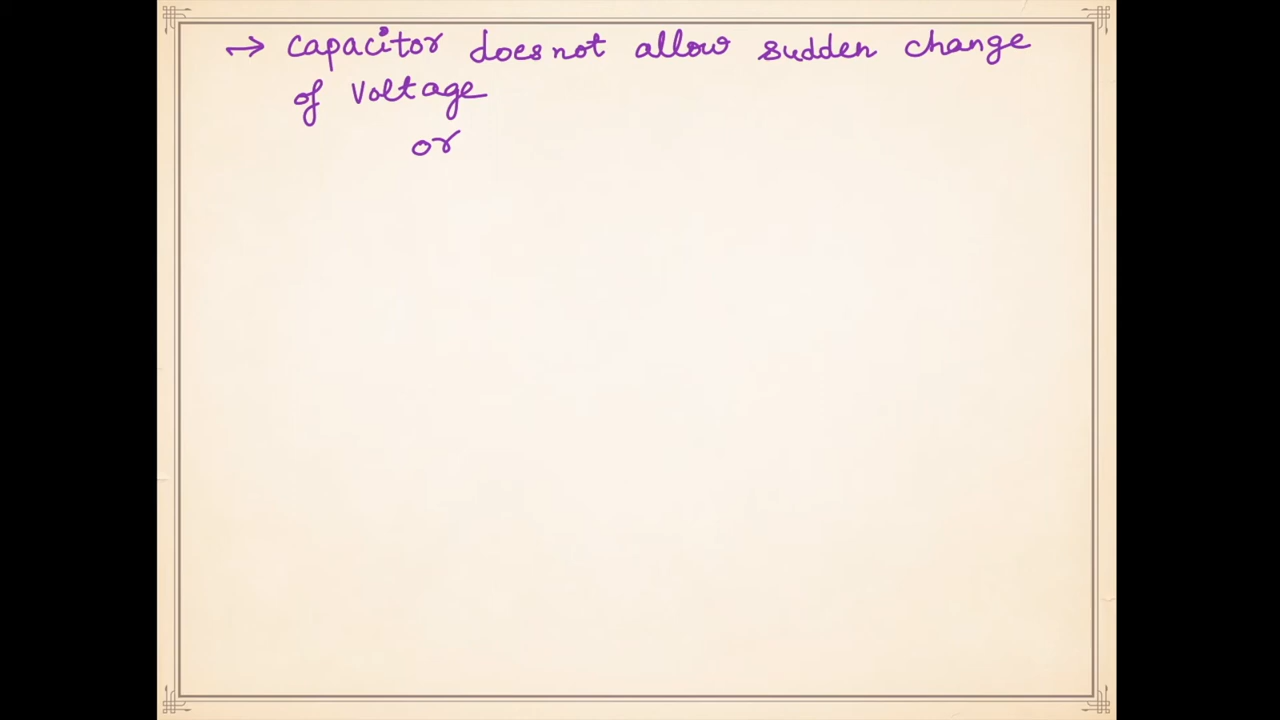 → capacitor does not allow sudden change
of Voltage
or